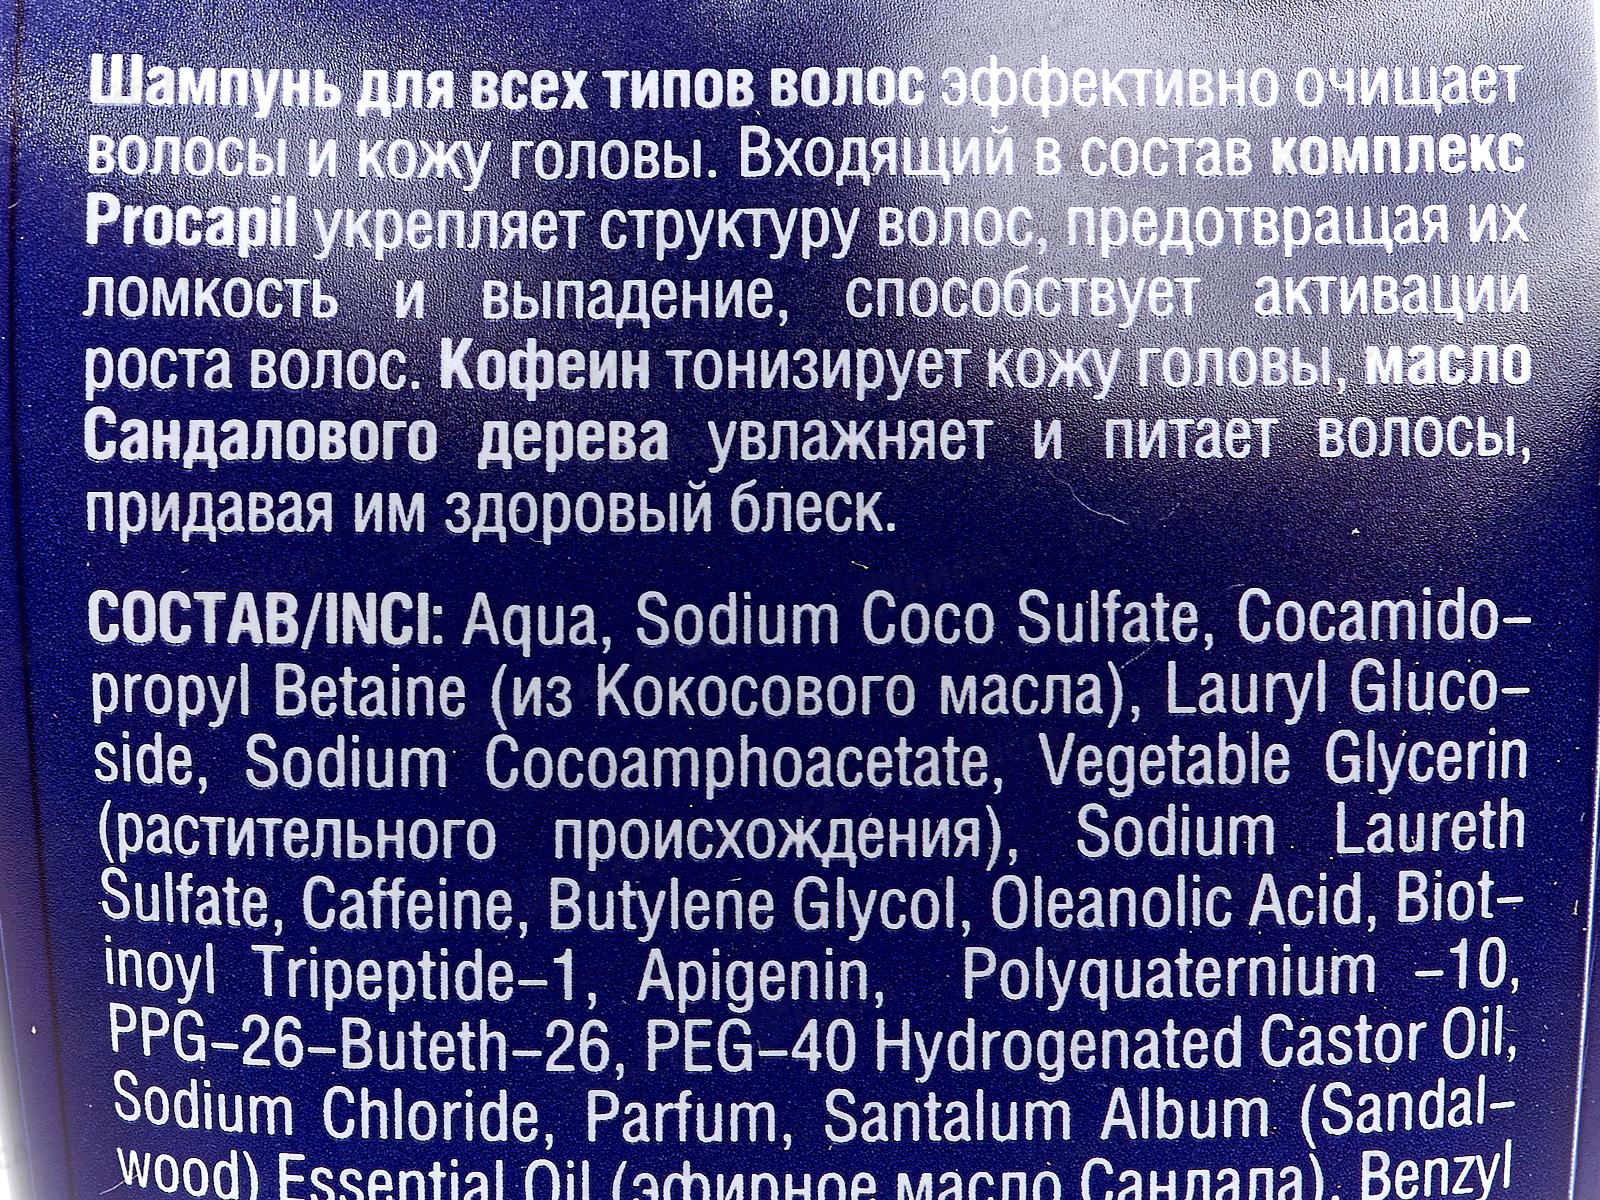 Шампунь для всех типов волос эффективно очищает
волосы и кожу головы. Входящий в состав комплекс
Procapil укрепляет структуру волос, предотвращая их
ломкость и выпадение, способствует активации
роста волос. Кофеин тонизирует кожу головы, масло
Сандалового дерева увлажняет и питает волосы,
придавая им здоровый блеск.
СОСТАВ/INCI: Aqua, Sodium Coco Sulfate, Cocamido–
propyl Betaine (из Кокосового масла), Lauryl Gluco–
side, Sodium Cocoamphoacetate, Vegetable Glycerin
(растительного происхождения), Sodium Laureth
Sulfate, Caffeine, Butylene Glycol, Oleanolic Acid, Biot–
inoyl Tripeptide–1, Apigenin, Polyquaternium –10,
PPG–26–Buteth–26, PEG–40 Hydrogenated Castor Oil,
Sodium Chloride, Parfum, Santalum Album (Sandal–
wood) Essential Oil (эфирное масло Сандала), Benzyl